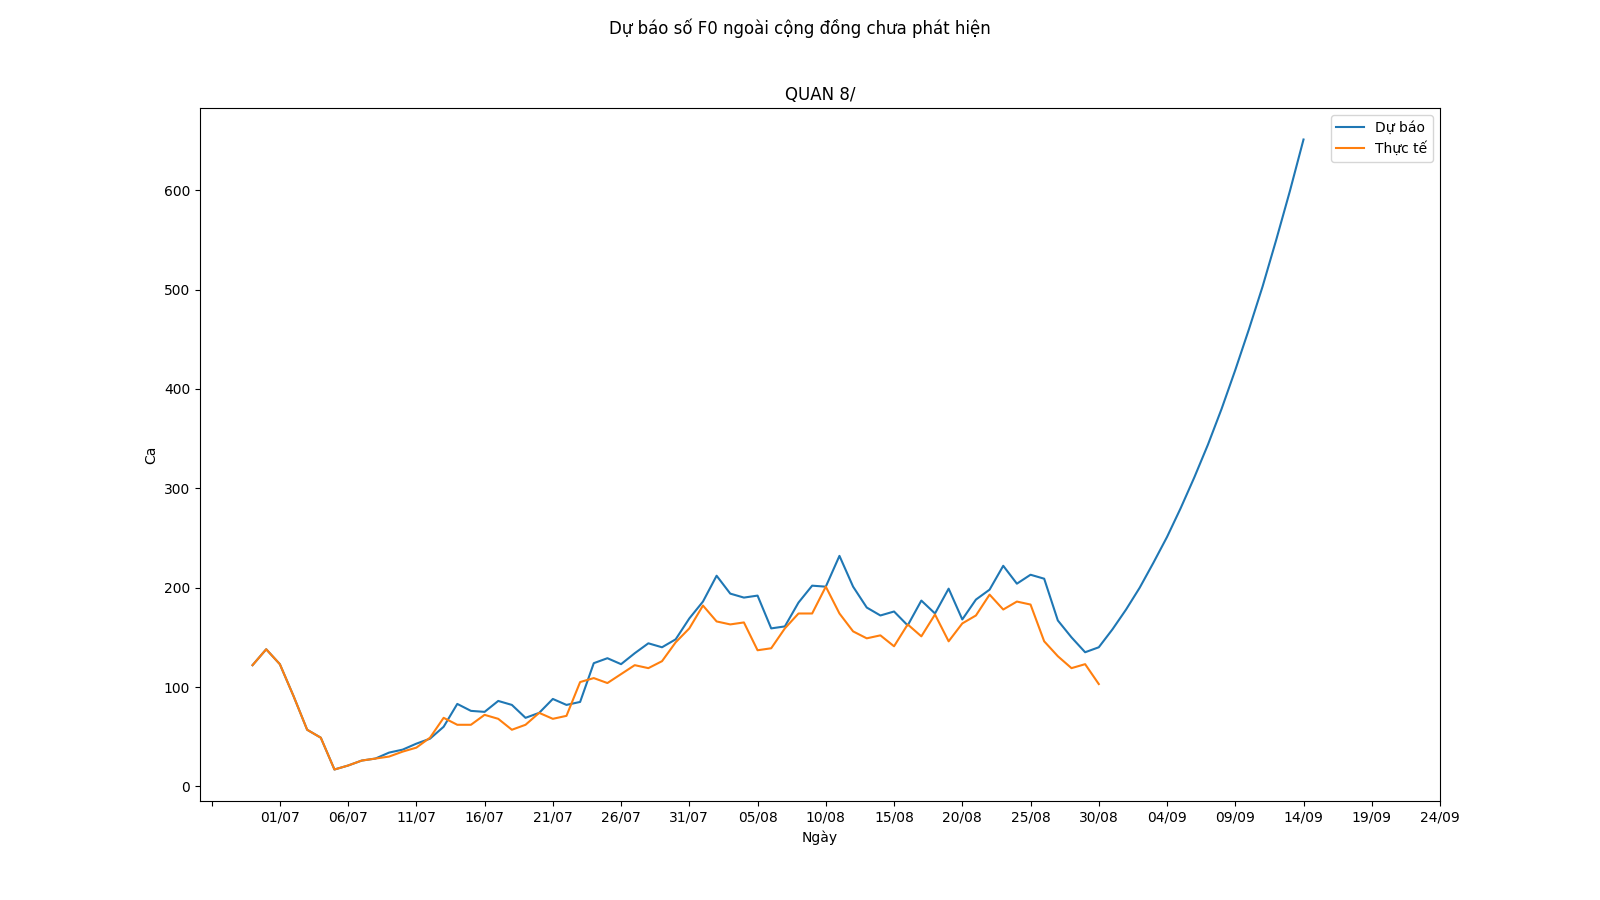 Dự báo số F0 ngoài cộng đồng chưa phát hiện
QUAN 8/
Dự báo
Thực tế
600
500
400
300
200
100
0
Ca
01/07 06/07 11/07 16/07 21/07 26/07 31/07 05/08 10/08 15/08 20/08 25/08 30/08 04/09 09/09 14/09 19/09 24/09
Ngày